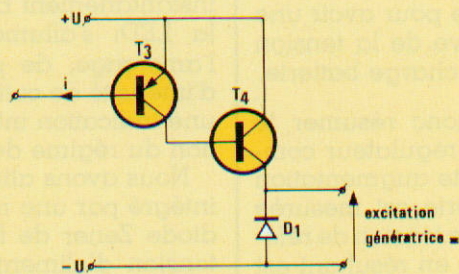 +U
T3
i
T4
D1
excitation
génératrice =
-U